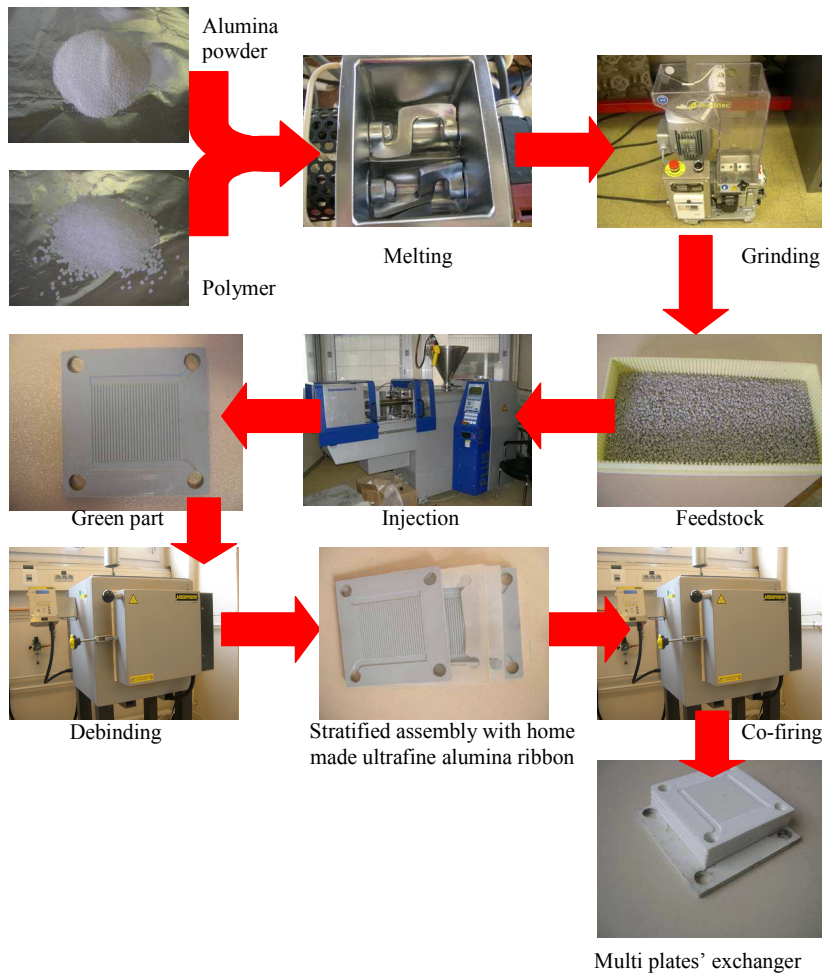 Alumina
powder
Polymer
Melting
Grinding
Green part
Injection
Feedstock
Debinding
Stratified assembly with home
made ultrafine alumina ribbon
Co-firing
Multi plates’ exchanger